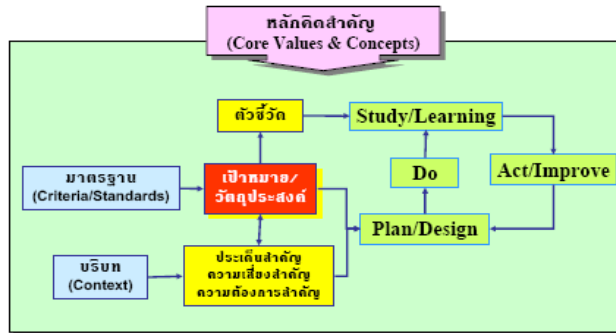 หลักคิดสำคัญ
(Core Values & Concepts)
ตัวชี้วัด
Study/Learning
มาตรฐาน
(Criteria/Standards)
เป้าหมาย/
วัตถุประสงค์
Do
Act/Improve
Plan/Design
บริบท
(Context)
ประเด็นสำคัญ
ความเสี่ยงสำคัญ
ความต้องการสำคัญ